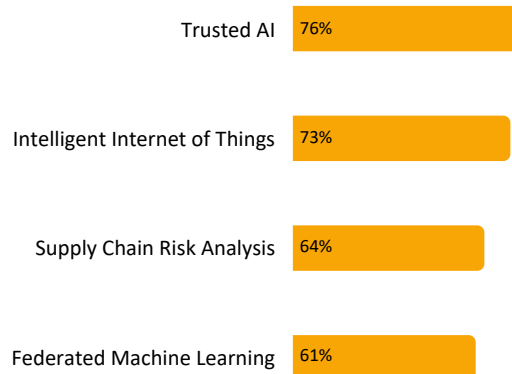 Trusted AI 76%
Intelligent Internet of Things 73%
Supply Chain Risk Analysis 64%
Federated Machine Learning 61%